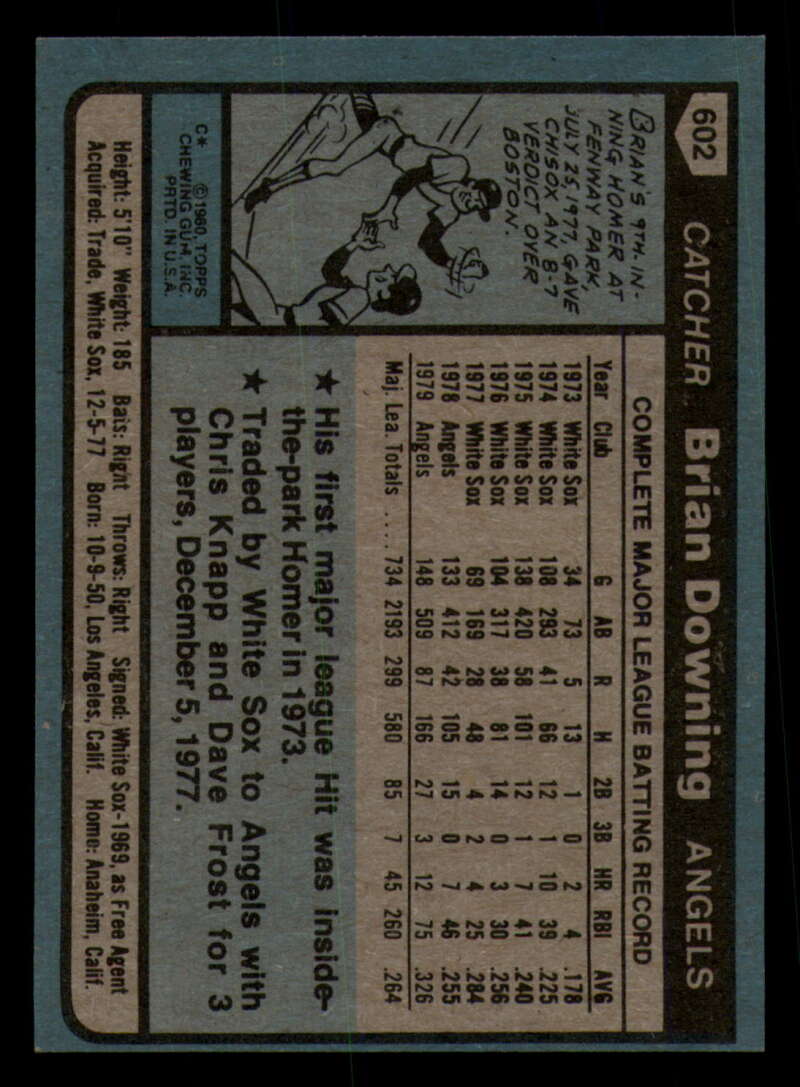 602
CATCHER Brian Downing ANGELS
BRIAN'S 9TH. IN-
NING HOMER AT
FENWAY PARK,
JULY 25, 1977, GAVE
CHISOX AN 8-7
VERDICT OVER
BOSTON.
C* © 1980 TOPPS
CHEWING GUM, INC.
PRTD. IN U.S.A.
COMPLETE MAJOR LEAGUE BATTING RECORD
Year Club G AB R H 2B 3B HR RBI AVG
1973 White Sox 34 73 5 13 1 0 2 4 .178
1974 White Sox 108 293 41 66 12 1 10 39 .225
1975 White Sox 138 420 58 101 12 1 7 41 .240
1976 White Sox 104 317 38 81 14 0 3 30 .256
1977 White Sox 69 169 28 48 4 2 4 25 .284
1978 Angels 133 412 42 105 15 0 7 46 .255
1979 Angels 148 509 87 166 27 3 12 75 .326
Maj. Lea. Totals .... 734 2193 299 580 85 7 45 260 .264
★ His first major league Hit was inside-
the-park Homer in 1973.
★ Traded by White Sox to Angels with
Chris Knapp and Dave Frost for 3
players, December 5, 1977.
Height: 5'10" Weight: 185 Bats: Right Throws: Right Signed: White Sox-1969, as Free Agent
Acquired: Trade, White Sox, 12-5-77 Born: 10-9-50, Los Angeles, Calif. Home: Anaheim, Calif.